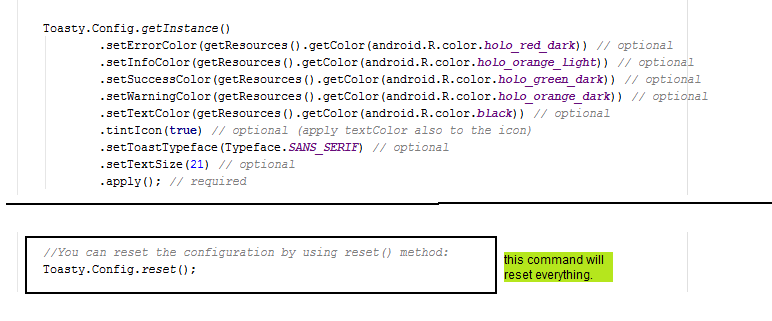 Toasty.Config.getInstance()
.setErrorColor(getResources().getColor(android.R.color.holo_red_dark)) // optional
.setInfoColor(getResources().getColor(android.R.color.holo_orange_light)) // optional
.setSuccessColor(getResources().getColor(android.R.color.holo_green_dark)) // optional
.setWarningColor(getResources().getColor(android.R.color.holo_orange_dark)) // optional
.setTextColor(getResources().getColor(android.R.color.black)) // optional
.tintIcon(true) // optional (apply textColor also to the icon)
.setToastTypeface(Typeface.SANS_SERIF) // optional
.setTextSize(21) // optional
.apply(); // required
//You can reset the configuration by using reset() method:
Toasty.Config.reset();
this command will
reset everything.